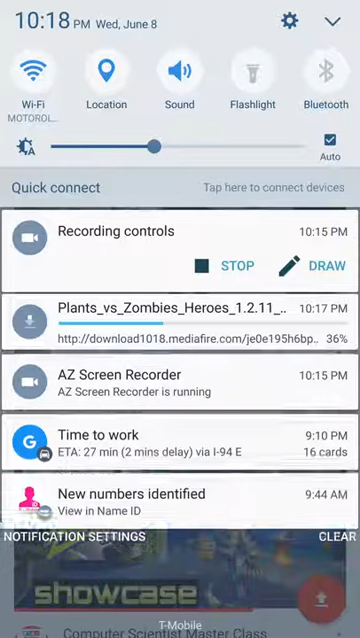 10:18 PM Wed, June 8
Wi-Fi
Location
Sound
Flashlight
Bluetooth
MOTOROL...
A
Auto
Quick connect
Tap here to connect devices
Recording controls
10:15 PM
STOP
DRAW
Plants_vs_Zombies_Heroes_1.2.11_..
10:17 PM
http://download1018.mediafire.com/je0e195h6bp..
36%
AZ Screen Recorder
10:15 PM
AZ Screen Recorder is running
G
Time to work
9:10 PM
ETA: 27 min (2 mins delay) via I-94 E
16 cards
New numbers identified
9:44 AM
View in Name ID
NOTIFICATION SETTINGS
CLEAR
showcase
T-Mobile
Computer Scientist Master Class